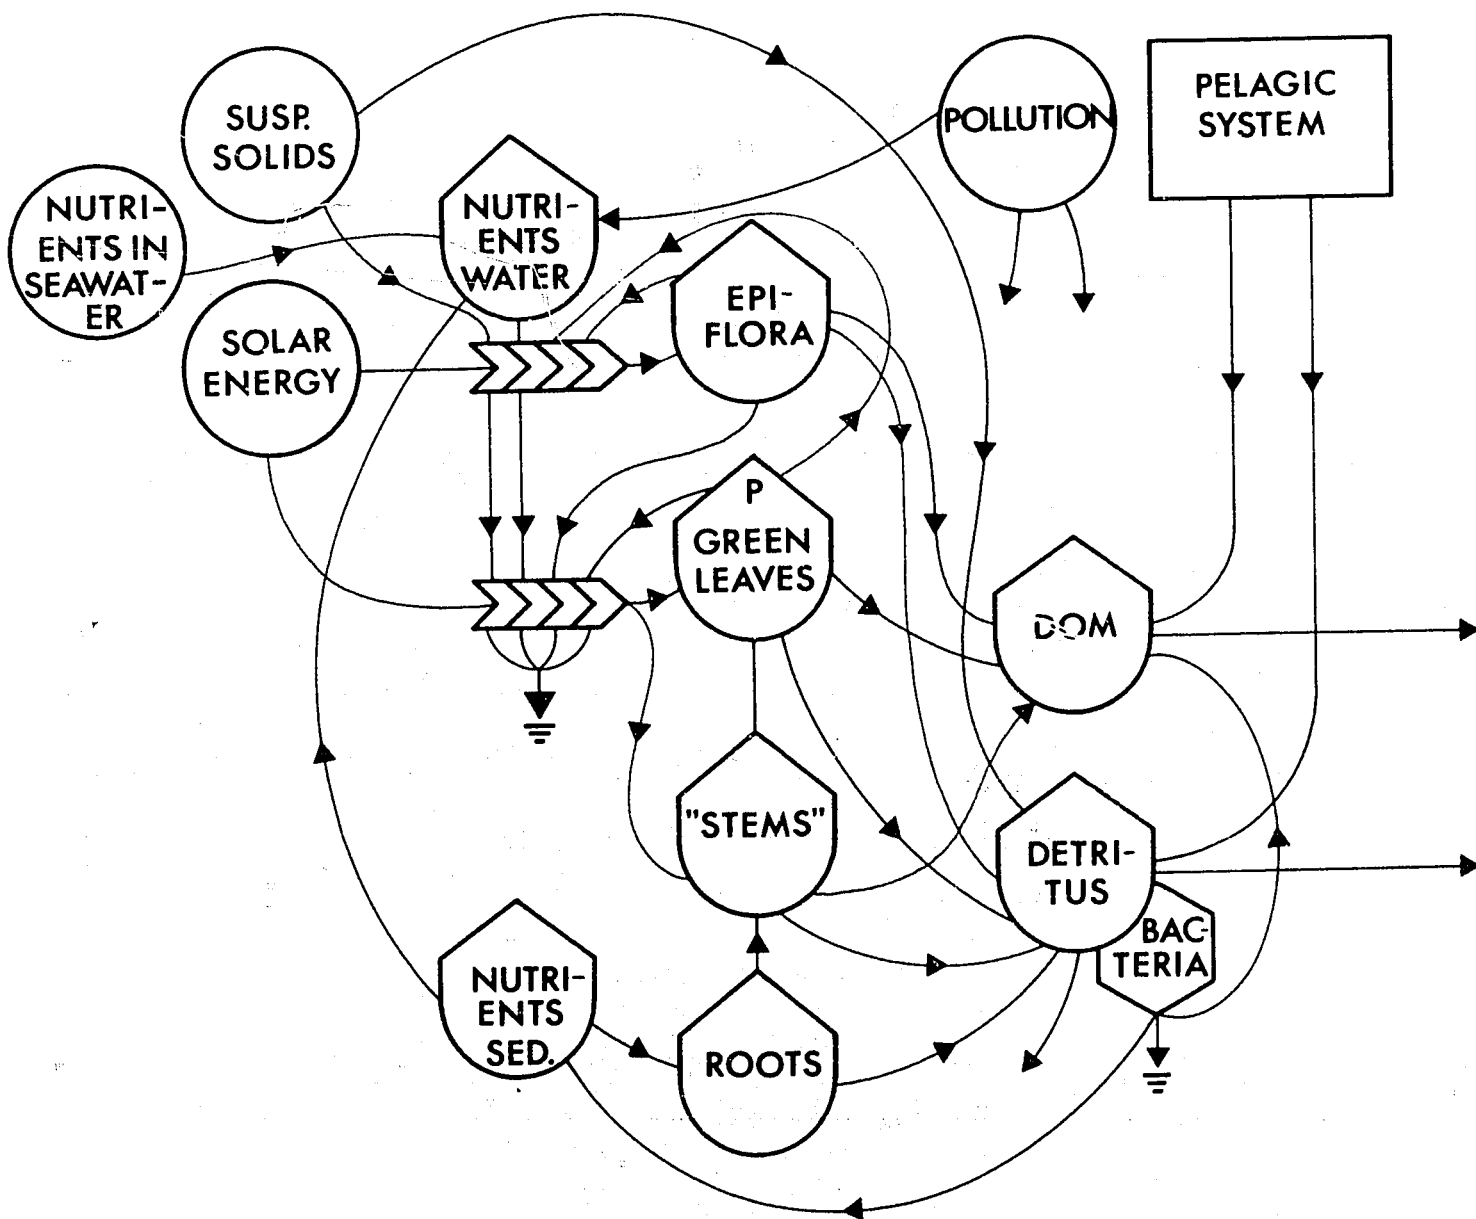 SUSP.
SOLIDS
NUTRI-
ENTS IN
SEAWAT-
ER
SOLAR
ENERGY
NUTRI-
ENTS
WATER
EPI-
FLORA
POLLUTION
PELAGIC
SYSTEM
P
GREEN
LEAVES
DOM
"STEMS"
DETRI-
TUS
BAC-
TERIA
NUTRI-
ENTS
SED.
ROOTS